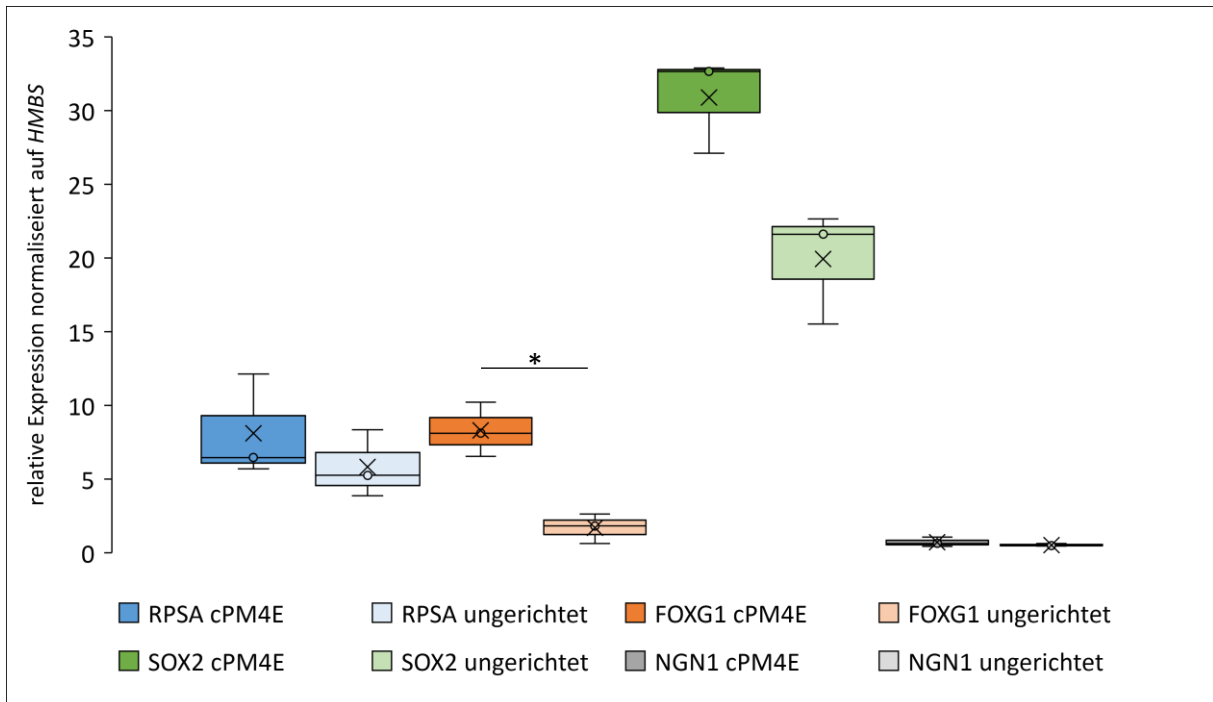 relative Expression normaliseiert auf HMBS
35
30
25
20
15
10
5
0
*
RPSA cPM4E
RPSA ungerichtet
FOXG1 cPM4E
FOXG1 ungerichtet
SOX2 cPM4E
SOX2 ungerichtet
NGN1 cPM4E
NGN1 ungerichtet